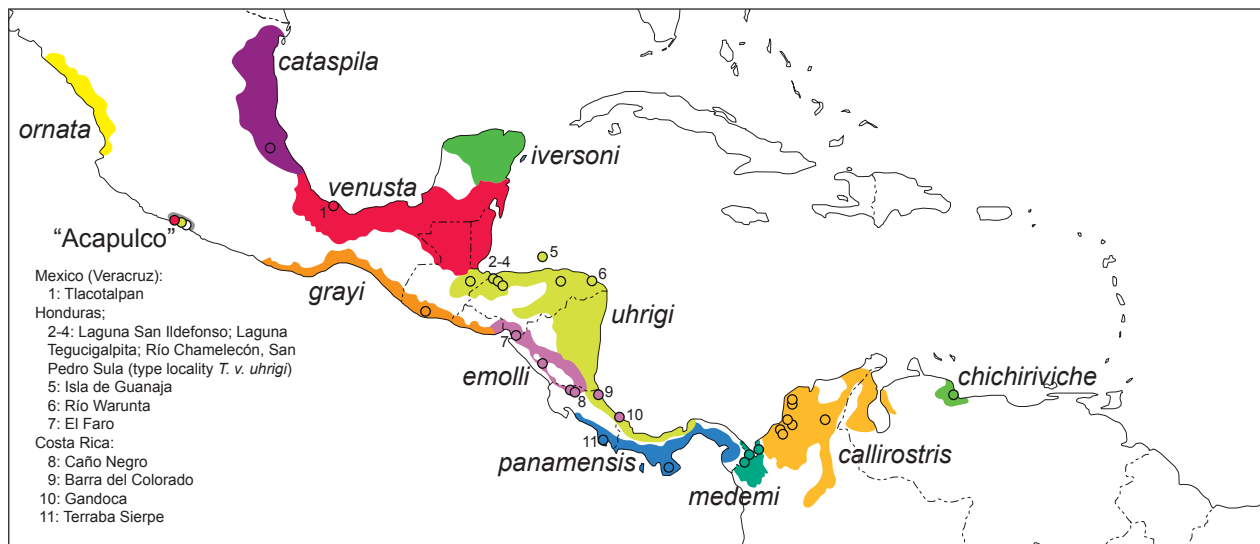 cataspila
ornata
iversoni
venusta
1
"Acapulco"
5
2-4
6
grayi
uhrigi
7
emolli
chichiriviche
8
9
10
11
panamensis
callirostris
medemi
Mexico (Veracruz):
1: Tlacotalpan
Honduras;
2-4: Laguna San Ildefonso; Laguna
Tegucigalpita; Río Chamelecón, San
Pedro Sula (type locality T. v. uhrigi)
5: Isla de Guanaja
6: Río Warunta
7: El Faro
Costa Rica:
8: Caño Negro
9: Barra del Colorado
10: Gandoca
11: Terraba Sierpe